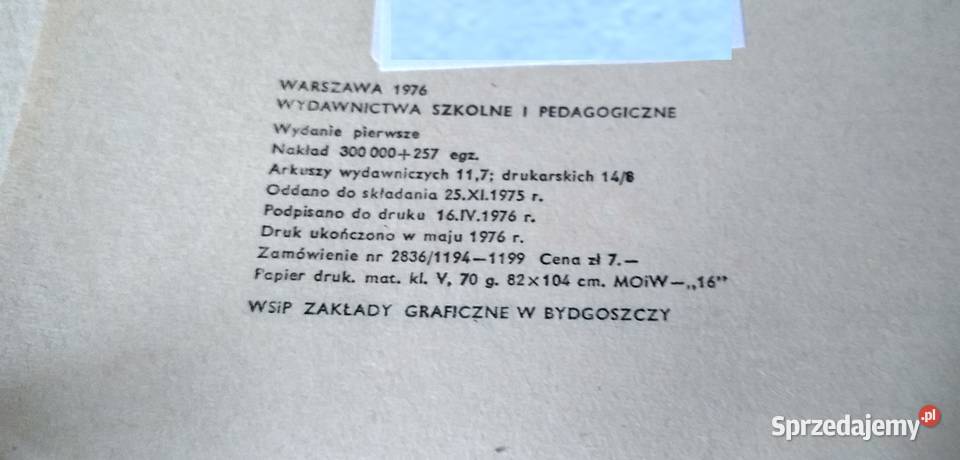 WARSZAWA 1976
WYDAWNICTWA SZKOLNE I PEDAGOGICZNE
Wydanie pierwsze
Nakład 300 000+257 egz.
Arkuszy wydawniczych 11,7; drukarskich 14/8
Oddano do składania 25.XI.1975 r.
Podpisano do druku 16.IV.1976 r.
Druk ukończono w maju 1976 r.
Zamówienie nr 2836/1194—1199 Cena zł 7.—
Papier druk. mat. kl. V, 70 g. 82×104 cm. MOiW—„16”
WSiP ZAKŁADY GRAFICZNE W BYDGOSZCZY
Sprzedajemy.pl